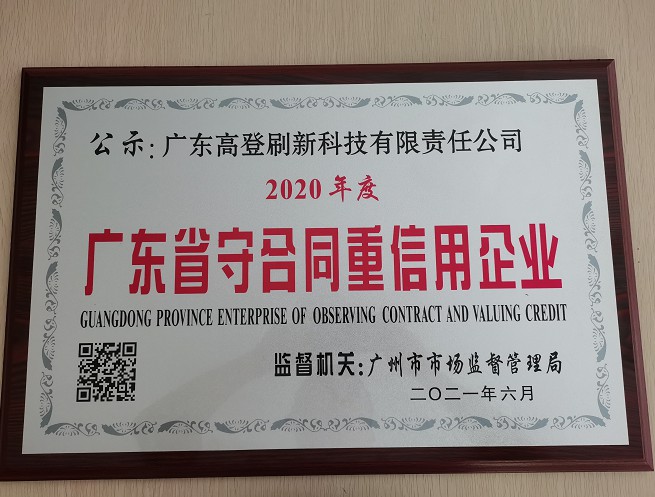 公示:广东高登刷新科技有限责任公司
2020年度
广东省守合同重信用企业
GUANGDONG PROVINCE ENTERPRISE OF OBSERVING CONTRACT AND VALUING CREDIT
监督机关:广州市市场监督管理局
二〇二一年六月